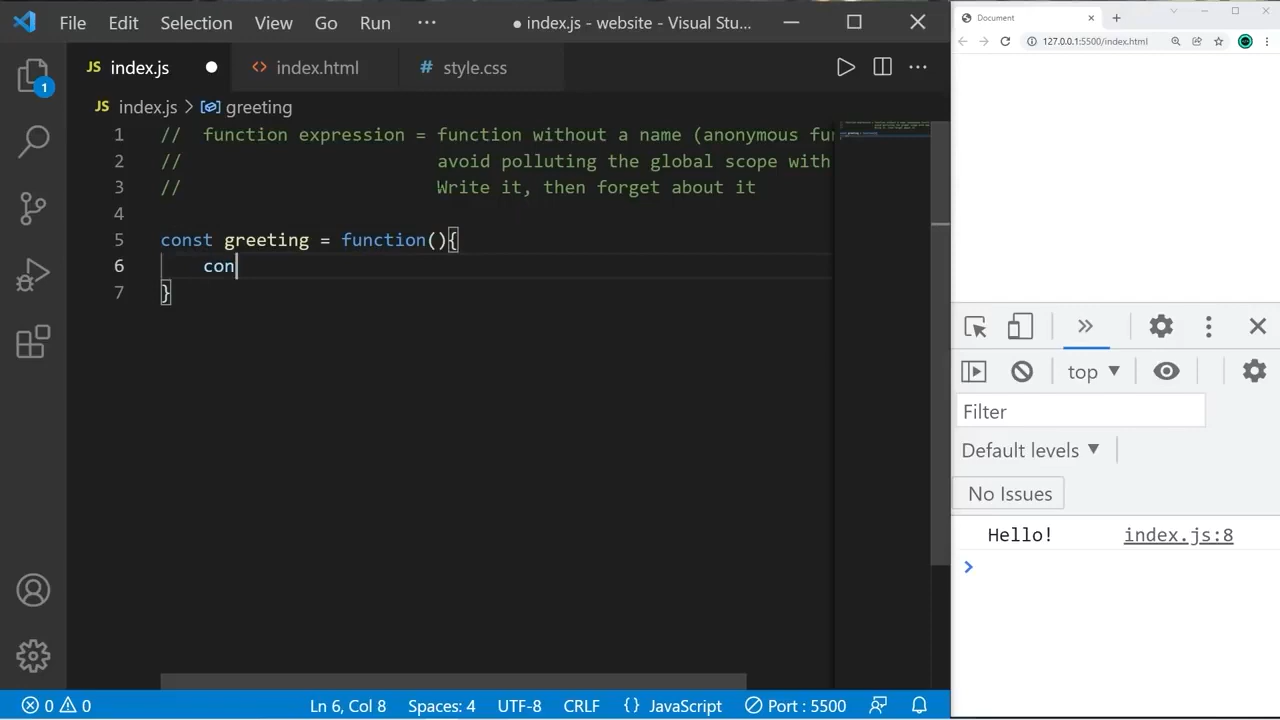 File Edit Selection View Go Run ··· ● index.js - website - Visual Stu...
JS index.js ● <> index.html # style.css ···
JS index.js > greeting
1 // function expression = function without a name (anonymous fu
2 // avoid polluting the global scope with
3 // Write it, then forget about it
4
5 const greeting = function(){
6 con
7 }
1
0 0 Ln 6, Col 8 Spaces: 4 UTF-8 CRLF {} JavaScript Port : 5500
Document
127.0.0.1:5500/index.html
top ▼
Filter
Default levels ▼
No Issues
Hello! index.js:8
>